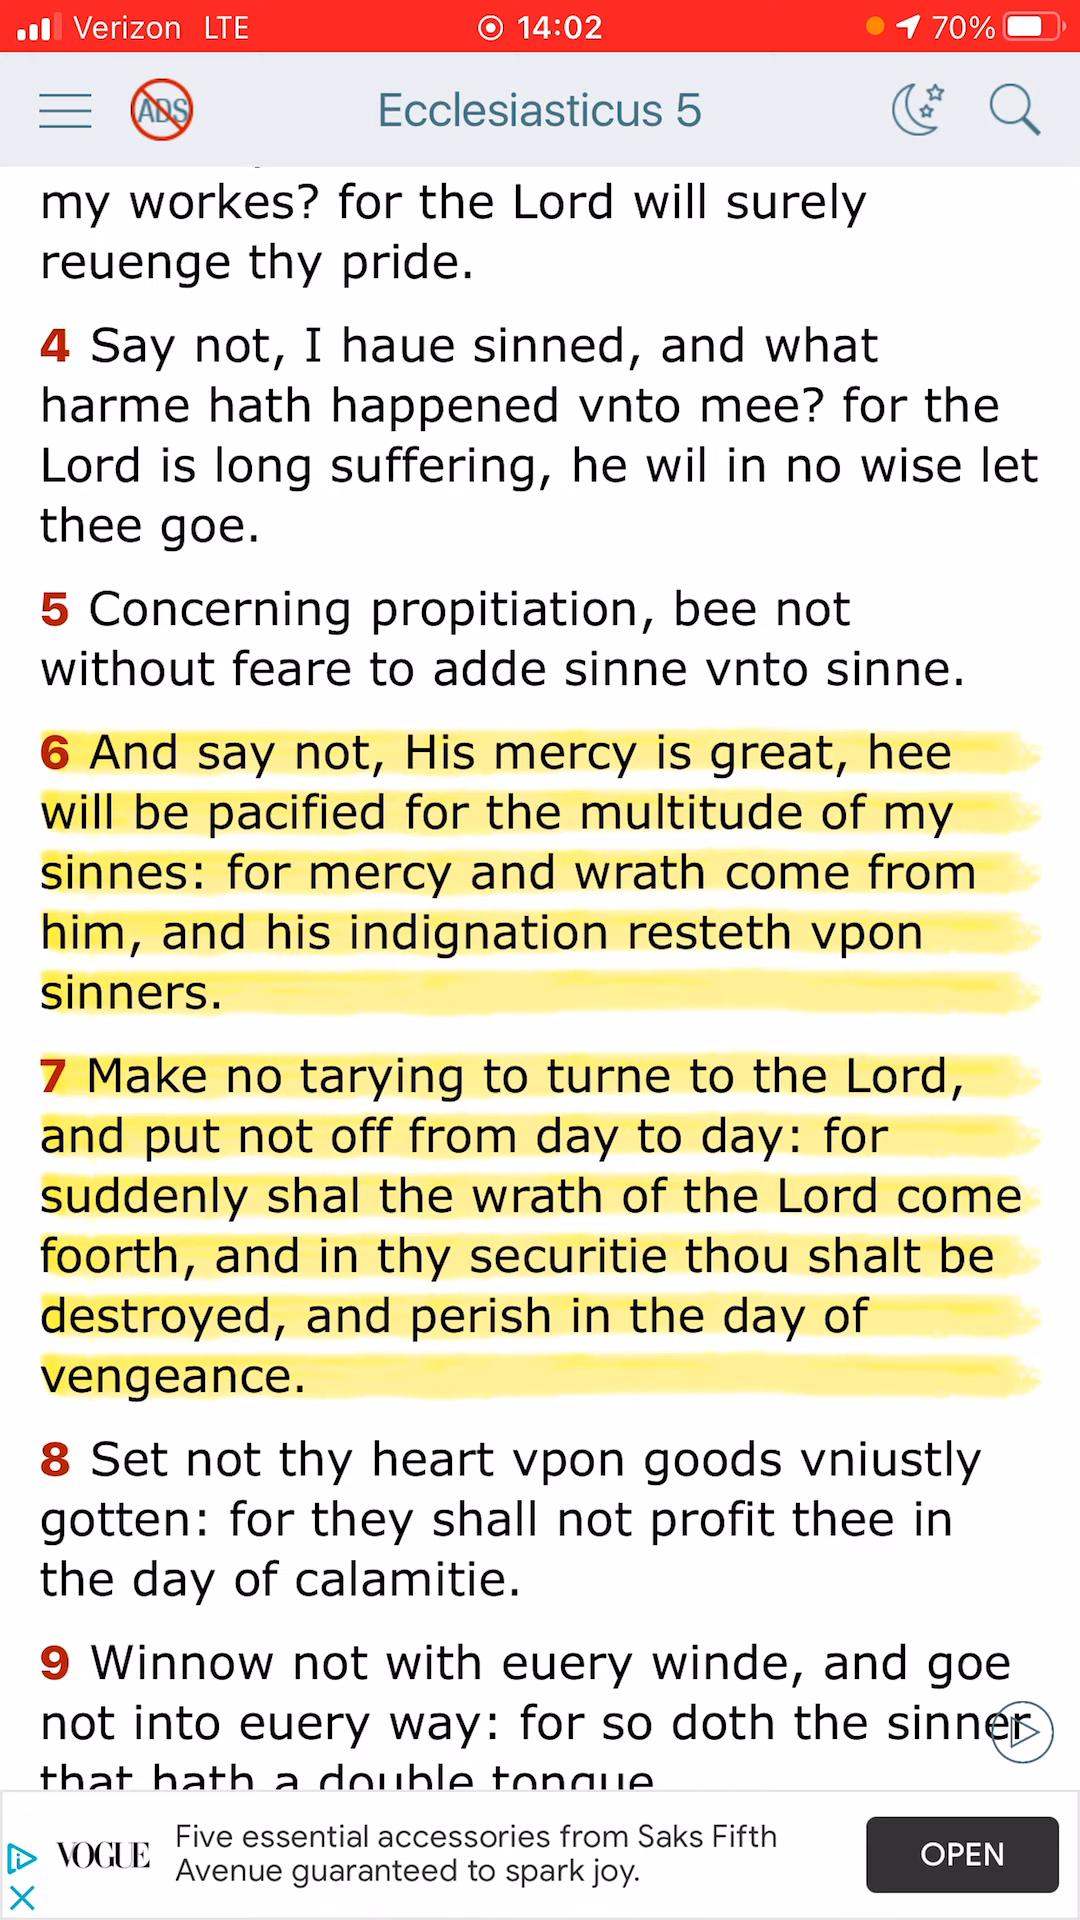 Verizon LTE 14:02 70%
ADS Ecclesiasticus 5
my workes? for the Lord will surely
reuenge thy pride.
4 Say not, I haue sinned, and what
harme hath happened vnto mee? for the
Lord is long suffering, he wil in no wise let
thee goe.
5 Concerning propitiation, bee not
without feare to adde sinne vnto sinne.
6 And say not, His mercy is great, hee
will be pacified for the multitude of my
sinnes: for mercy and wrath come from
him, and his indignation resteth vpon
sinners.
7 Make no tarying to turne to the Lord,
and put not off from day to day: for
suddenly shal the wrath of the Lord come
foorth, and in thy securitie thou shalt be
destroyed, and perish in the day of
vengeance.
8 Set not thy heart vpon goods vniustly
gotten: for they shall not profit thee in
the day of calamitie.
9 Winnow not with euery winde, and goe
not into euery way: for so doth the sinner
that hath a double tongue
VOGUE
Five essential accessories from Saks Fifth
Avenue guaranteed to spark joy.
OPEN